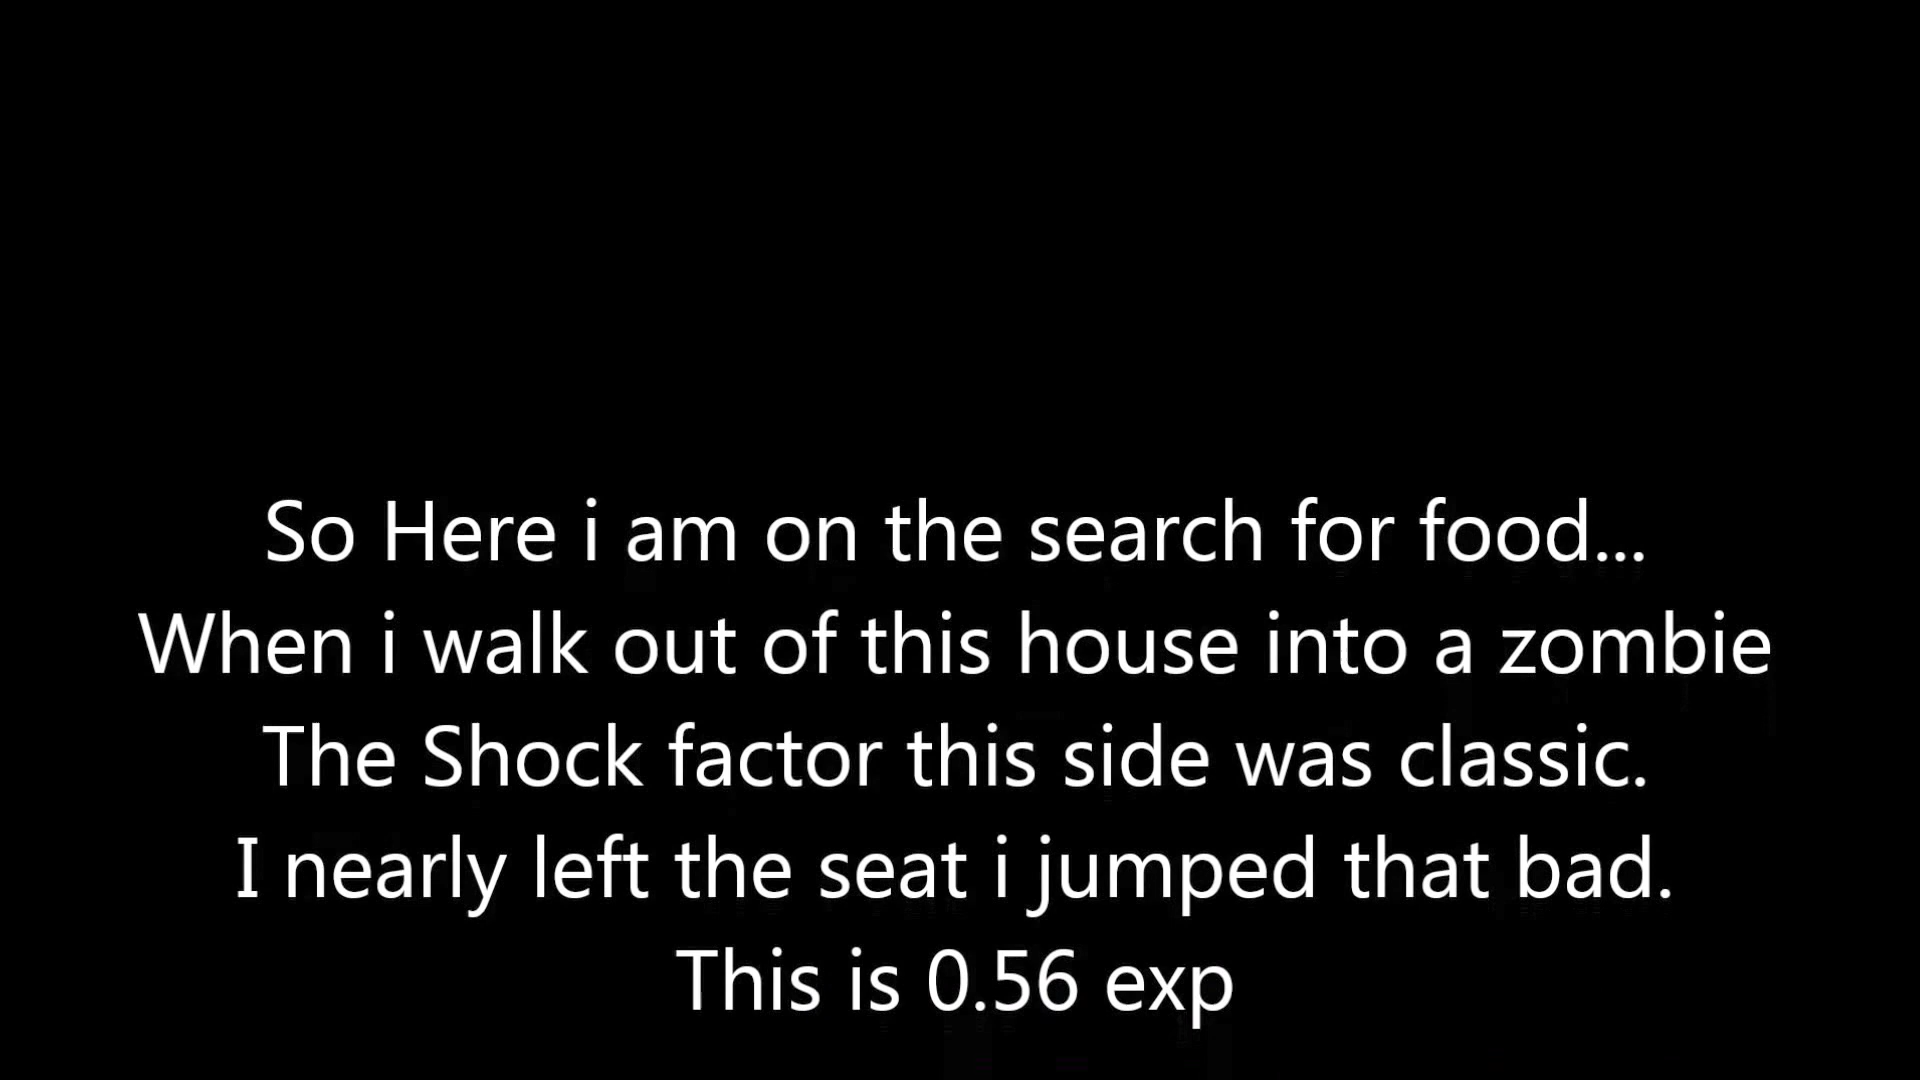 So Here i am on the search for food...
When i walk out of this house into a zombie
The Shock factor this side was classic.
I nearly left the seat i jumped that bad.
This is 0.56 exp